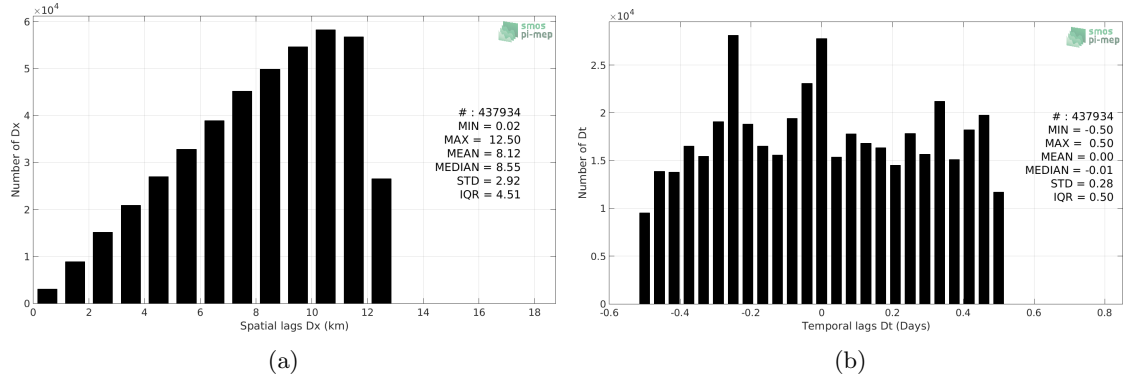 ×10⁴
6
5
4
3
2
1
0
Number of Dx
0 2 4 6 8 10 12 14 16 18
Spatial lags Dx (km)
smos
pi-mep
# : 437934
MIN = 0.02
MAX = 12.50
MEAN = 8.12
MEDIAN = 8.55
STD = 2.92
IQR = 4.51
(a)
×10⁴
2.5
2
1.5
1
0.5
0
Number of Dt
-0.6 -0.4 -0.2 0 0.2 0.4 0.6 0.8
Temporal lags Dt (Days)
smos
pi-mep
# : 437934
MIN = -0.50
MAX = 0.50
MEAN = 0.00
MEDIAN = -0.01
STD = 0.28
IQR = 0.50
(b)